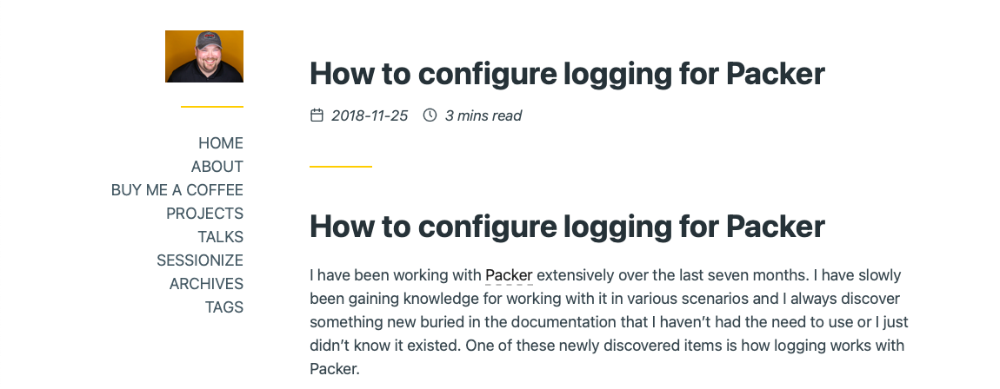 HOME
ABOUT
BUY ME A COFFEE
PROJECTS
TALKS
SESSIONIZE
ARCHIVES
TAGS
How to configure logging for Packer
2018-11-25 3 mins read
How to configure logging for Packer
I have been working with Packer extensively over the last seven months. I have slowly
been gaining knowledge for working with it in various scenarios and I always discover
something new buried in the documentation that I haven’t had the need to use or I just
didn’t know it existed. One of these newly discovered items is how logging works with
Packer.